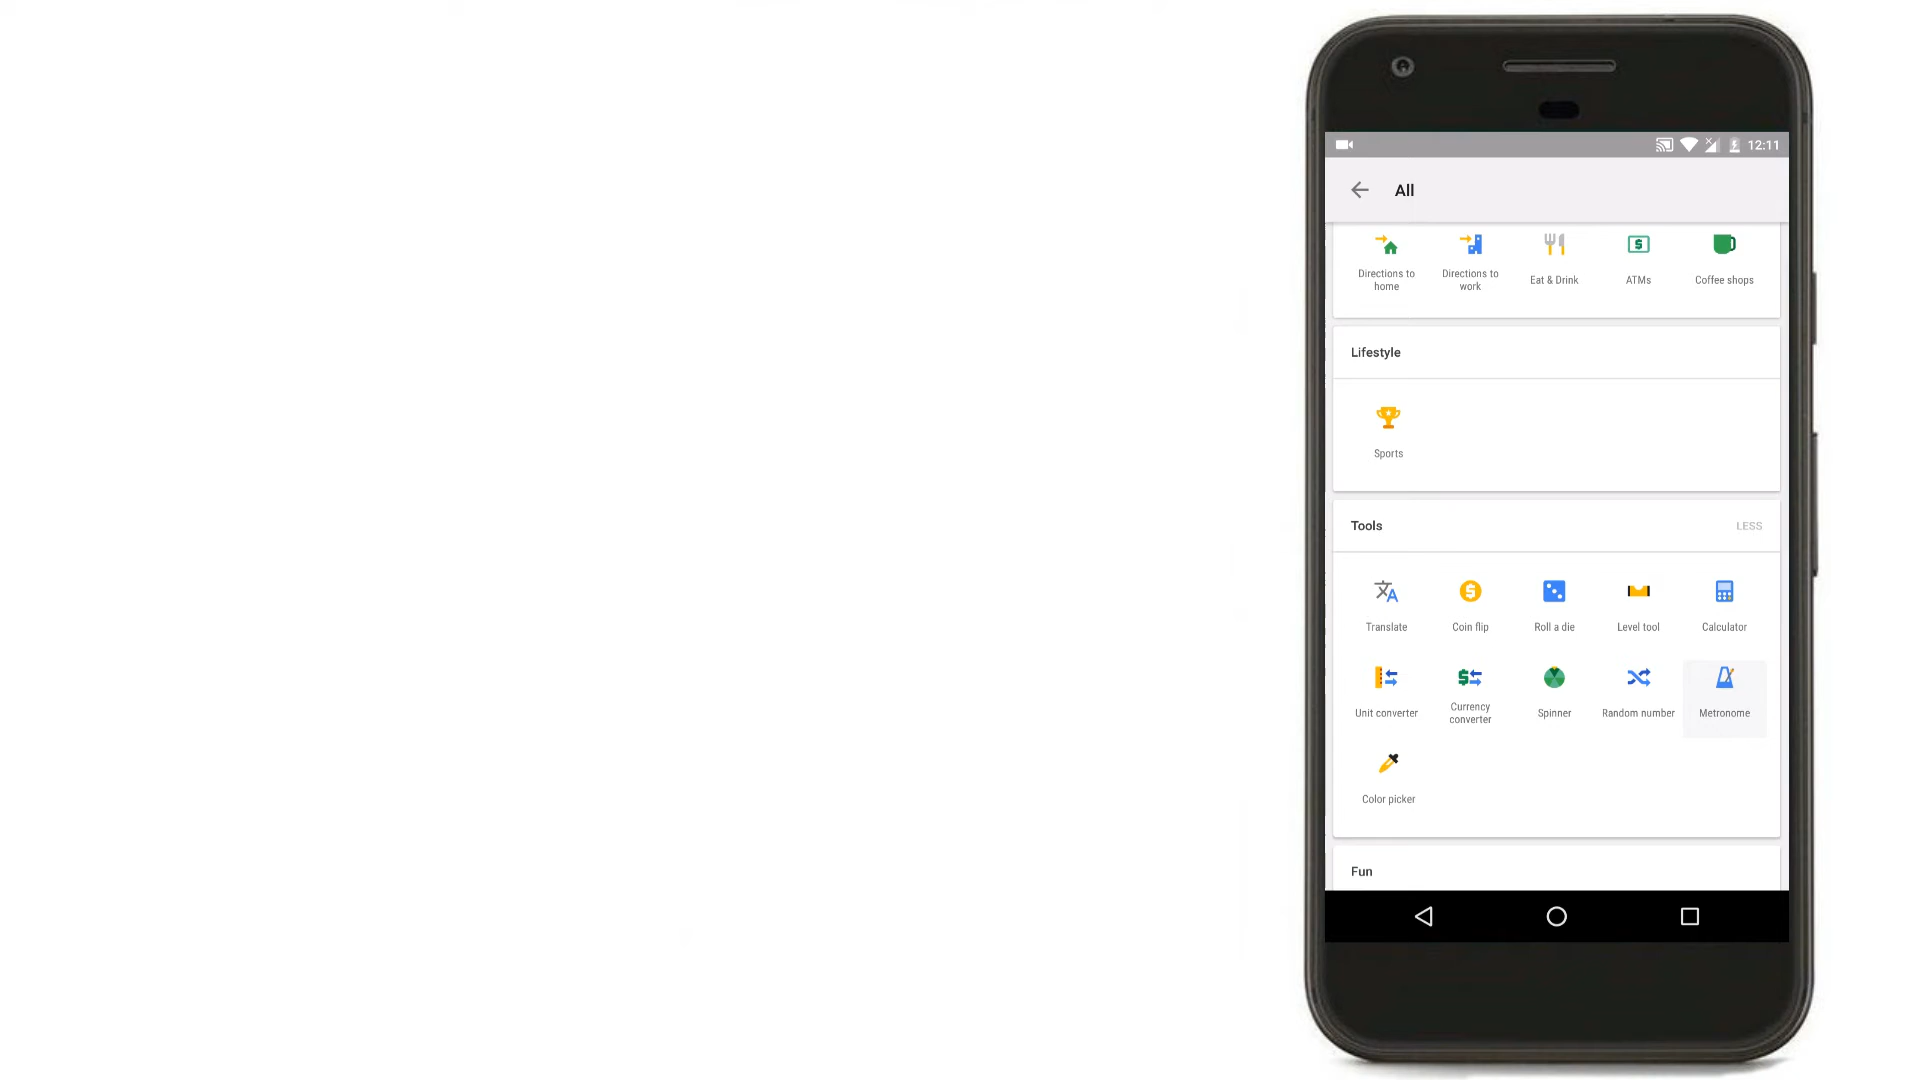 12:11
All
Directions to
home
Directions to
work
Eat & Drink
ATMs
Coffee shops
Lifestyle
Sports
Tools
LESS
Translate
Coin flip
Roll a die
Level tool
Calculator
Unit converter
Currency
converter
Spinner
Random number
Metronome
Color picker
Fun